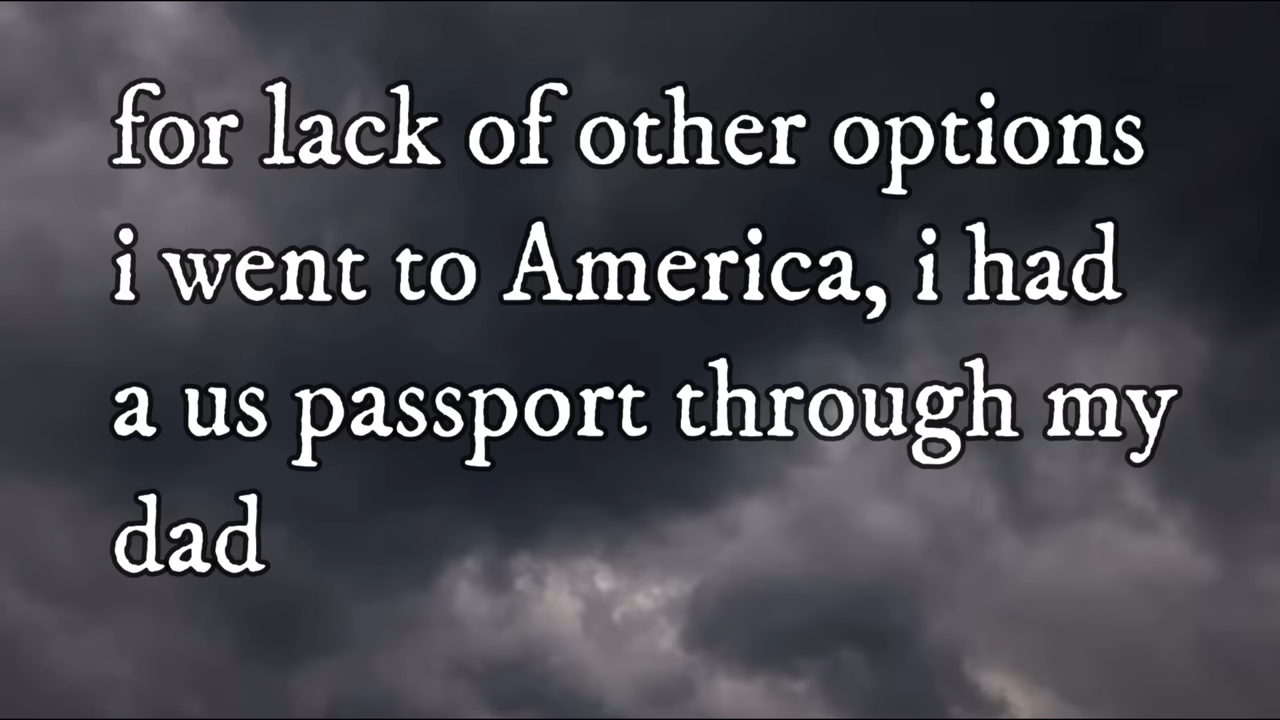 for lack of other options
i went to America, i had
a us passport through my
dad